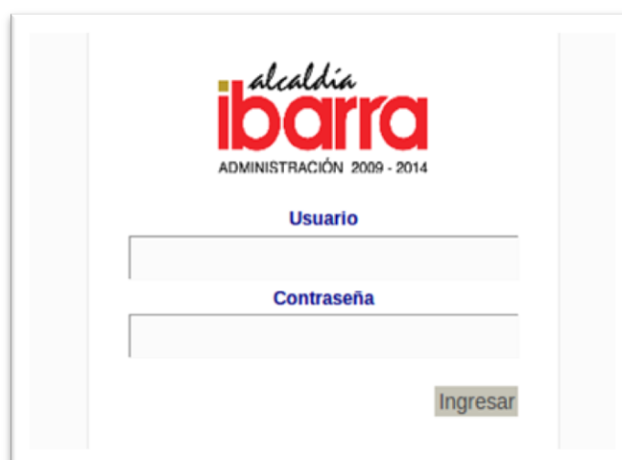 alcaldía
ibarra
ADMINISTRACIÓN 2009 - 2014
Usuario
Contraseña
Ingresar